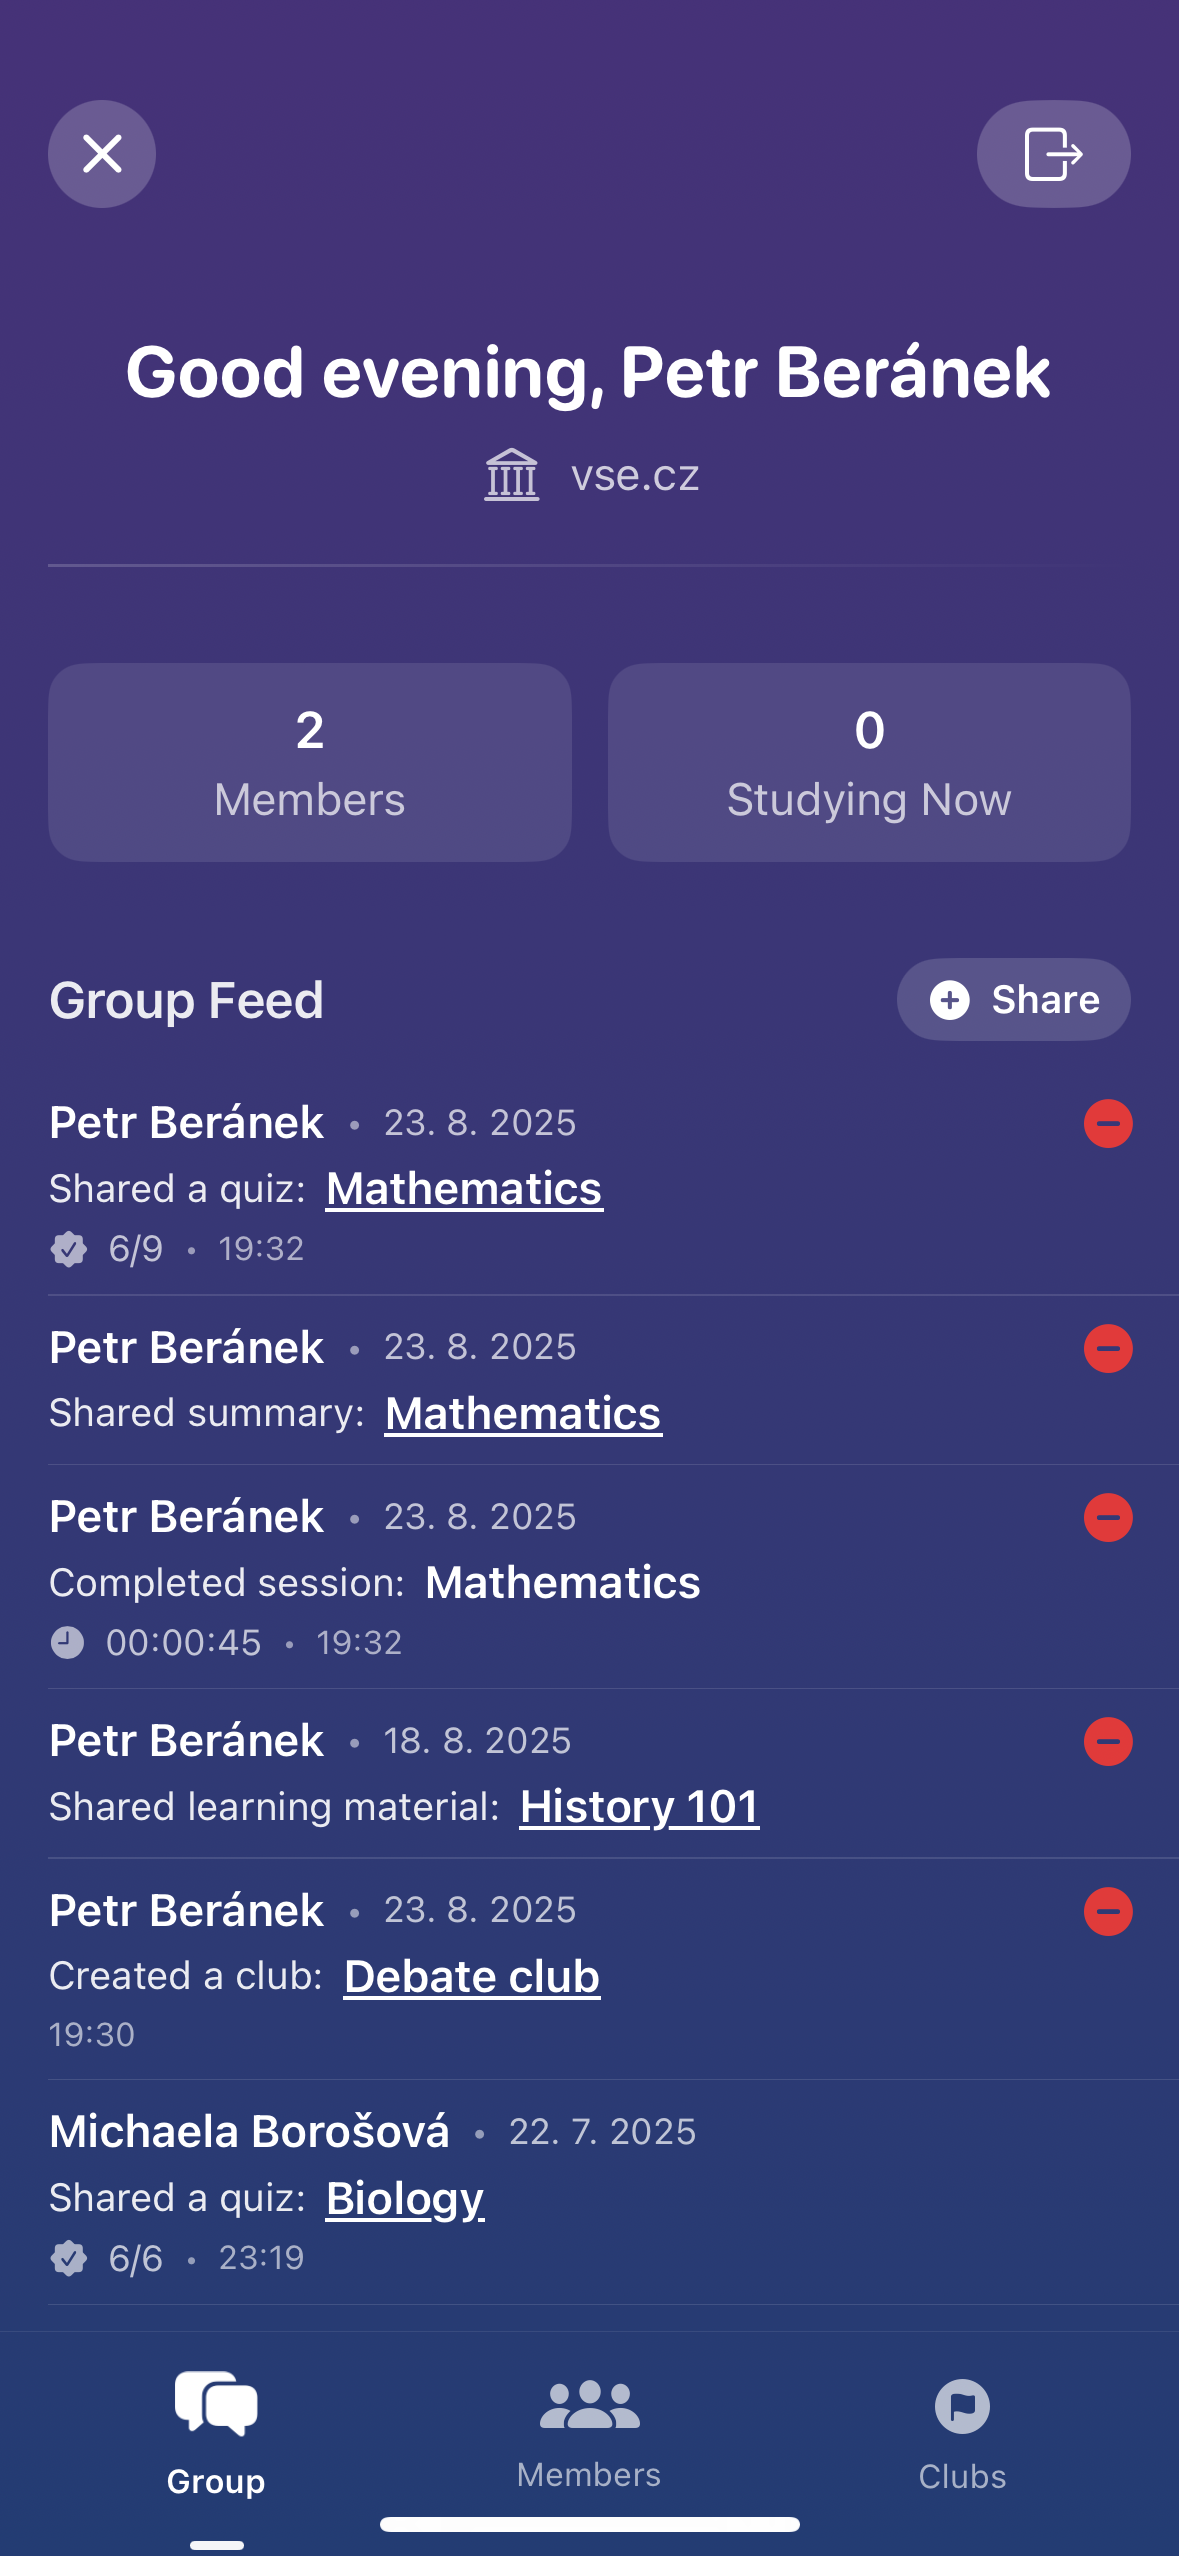 Good evening, Petr Beránek
vse.cz
2
Members
0
Studying Now
Group Feed
Share
Petr Beránek • 23. 8. 2025
Shared a quiz: Mathematics
6/9 • 19:32
Petr Beránek • 23. 8. 2025
Shared summary: Mathematics
Petr Beránek • 23. 8. 2025
Completed session: Mathematics
00:00:45 • 19:32
Petr Beránek • 18. 8. 2025
Shared learning material: History 101
Petr Beránek • 23. 8. 2025
Created a club: Debate club
19:30
Michaela Borošová • 22. 7. 2025
Shared a quiz: Biology
6/6 • 23:19
Group
Members
Clubs